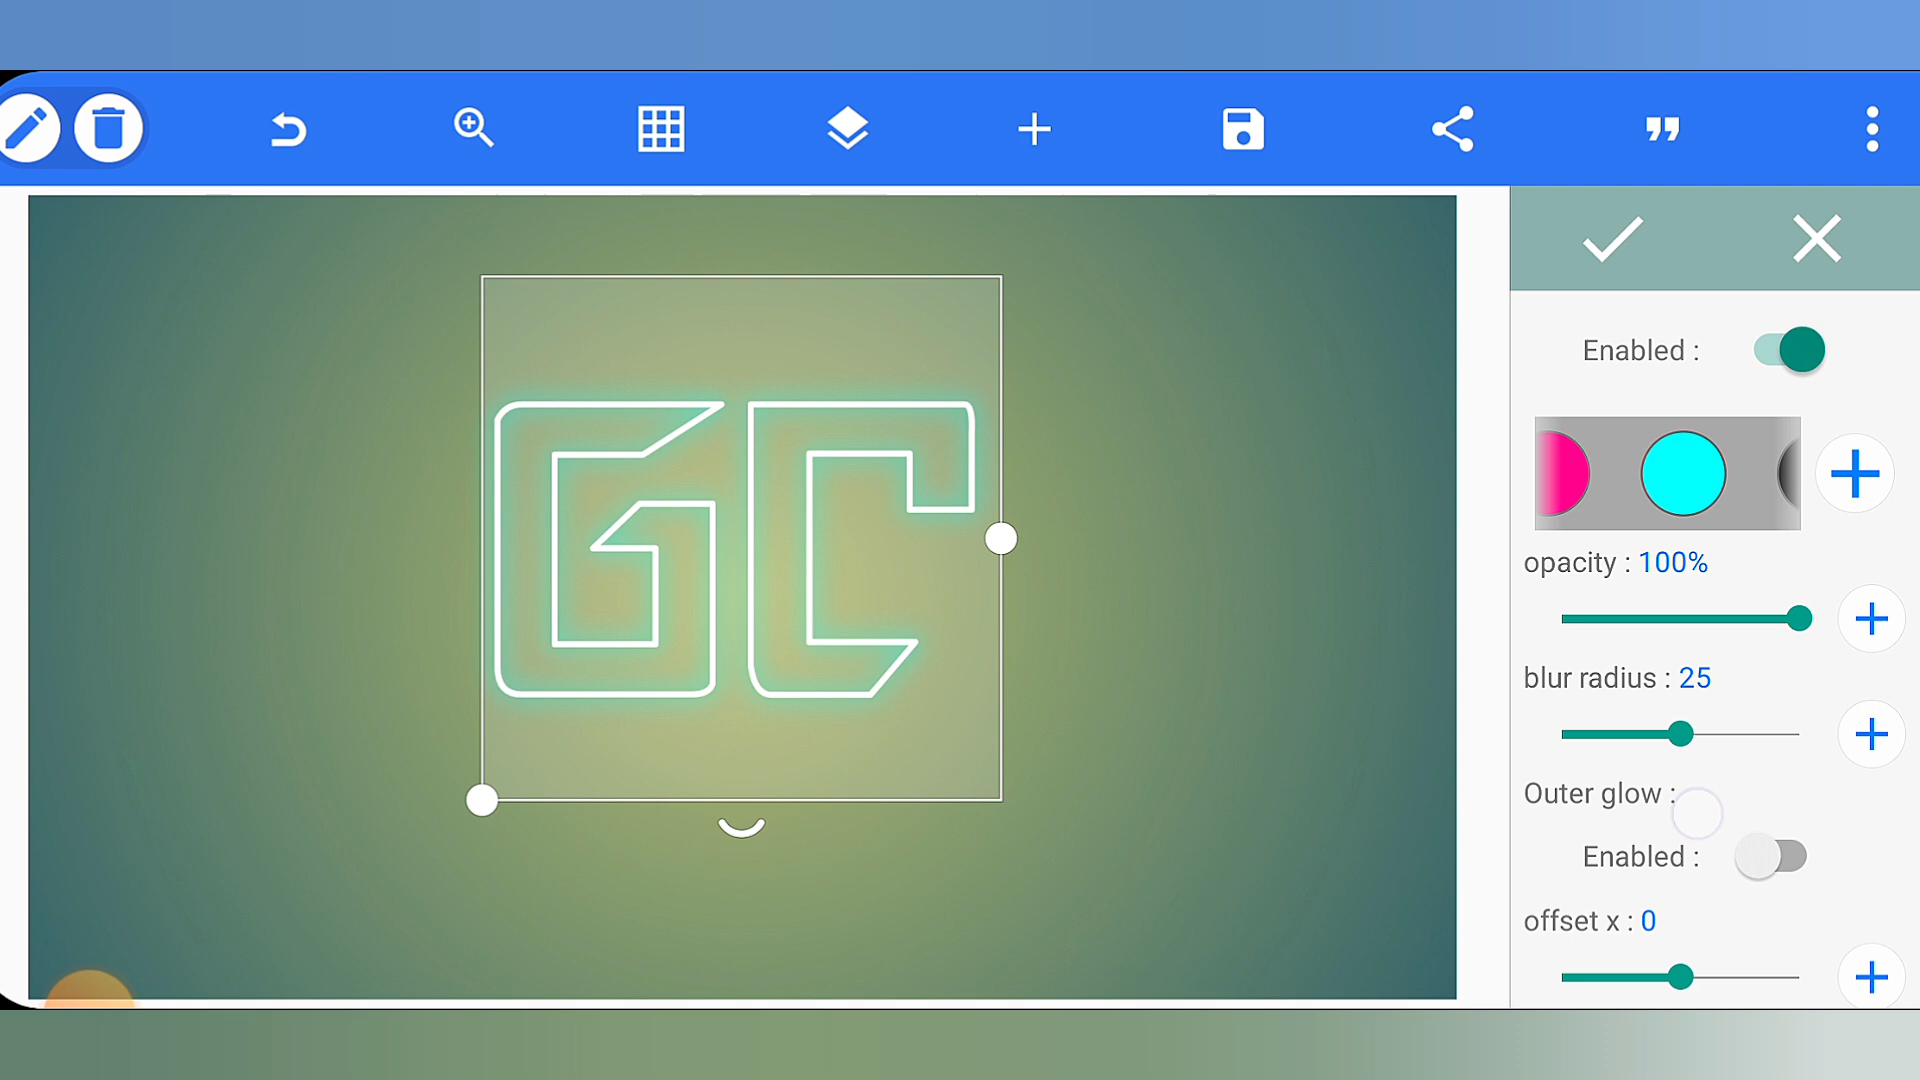 GC
Enabled :
opacity : 100%
blur radius : 25
Outer glow :
Enabled :
offset x : 0